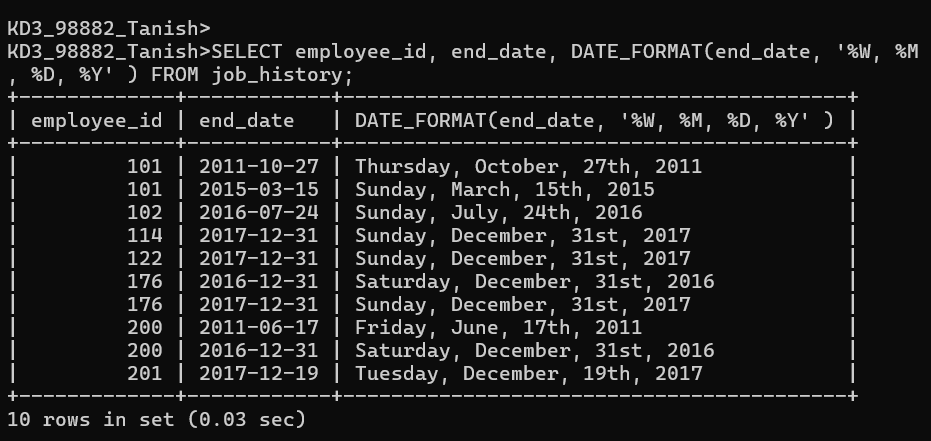 KD3_98882_Tanish>
KD3_98882_Tanish>SELECT employee_id, end_date, DATE_FORMAT(end_date, '%W, %M
, %D, %Y' ) FROM job_history;
+-------------+------------+------------------------------------------+
| employee_id | end_date   | DATE_FORMAT(end_date, '%W, %M, %D, %Y' ) |
+-------------+------------+------------------------------------------+
|         101 | 2011-10-27 | Thursday, October, 27th, 2011            |
|         101 | 2015-03-15 | Sunday, March, 15th, 2015                |
|         102 | 2016-07-24 | Sunday, July, 24th, 2016                 |
|         114 | 2017-12-31 | Sunday, December, 31st, 2017             |
|         122 | 2017-12-31 | Sunday, December, 31st, 2017             |
|         176 | 2016-12-31 | Saturday, December, 31st, 2016           |
|         176 | 2017-12-31 | Sunday, December, 31st, 2017             |
|         200 | 2011-06-17 | Friday, June, 17th, 2011                 |
|         200 | 2016-12-31 | Saturday, December, 31st, 2016           |
|         201 | 2017-12-19 | Tuesday, December, 19th, 2017            |
+-------------+------------+------------------------------------------+
10 rows in set (0.03 sec)